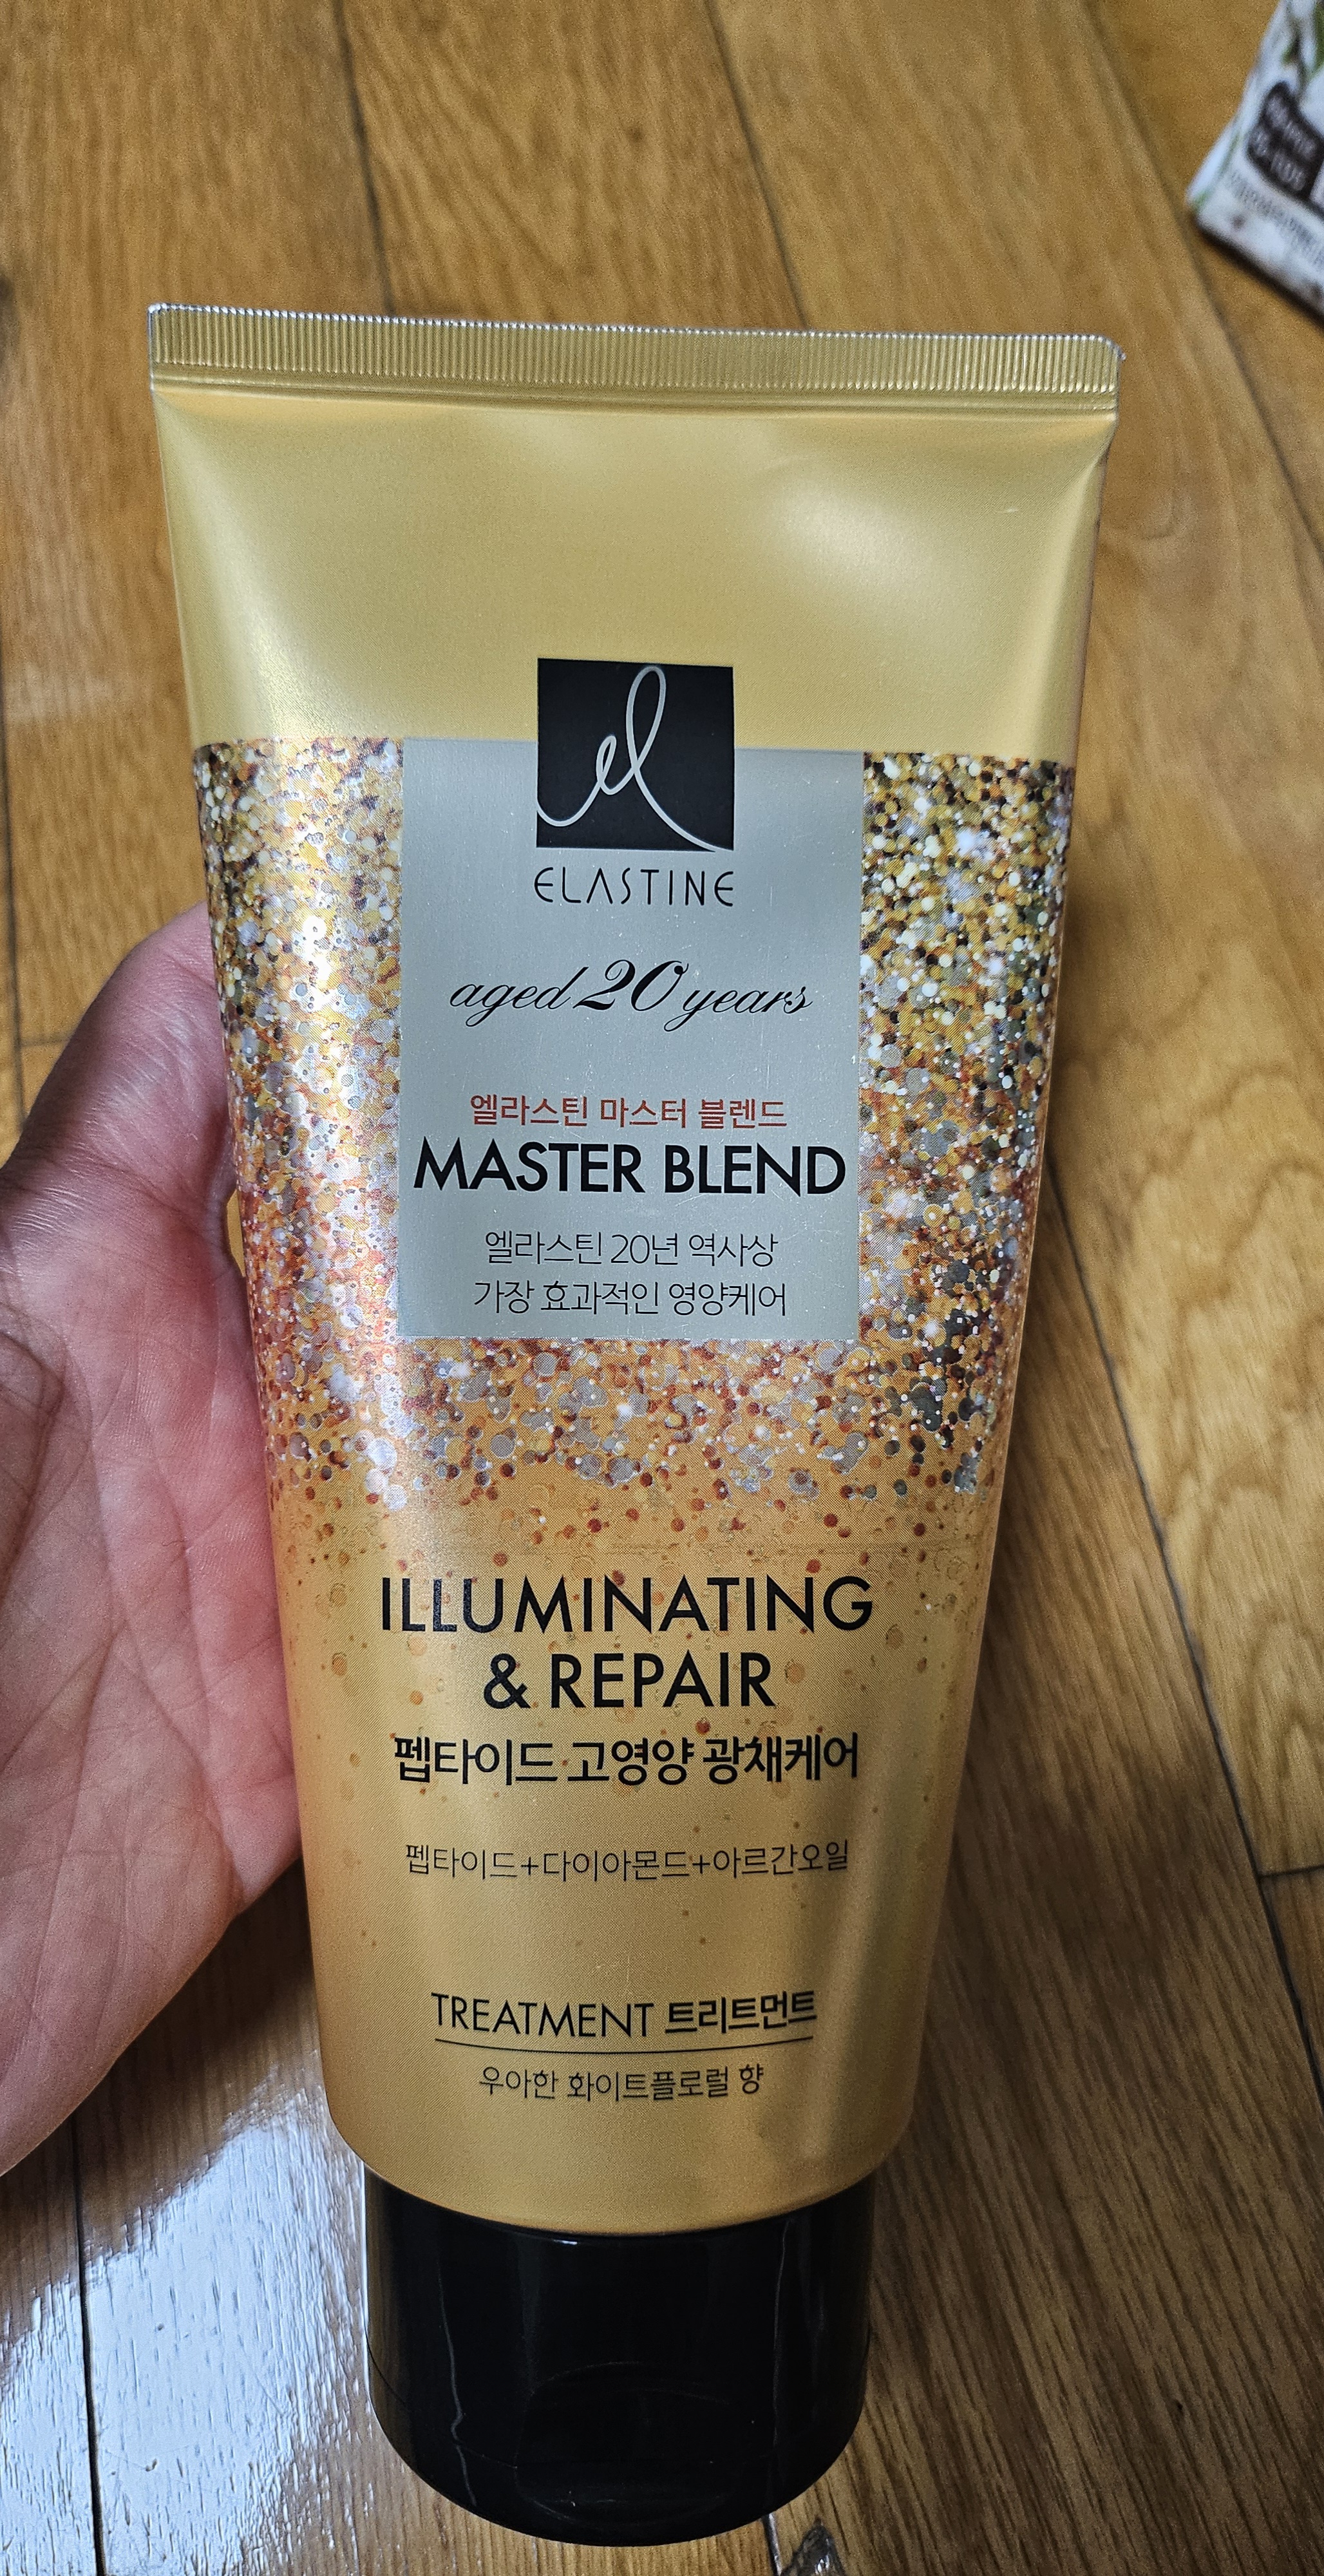 el
ELASTINE
aged 20 years
엘라스틴 마스터 블렌드
MASTER BLEND
엘라스틴 20년 역사상
가장 효과적인 영양케어
ILLUMINATING
& REPAIR
펩타이드 고영양 광채케어
펩타이드+다이아몬드+아르간오일
TREATMENT 트리트먼트
우아한 화이트플로럴 향